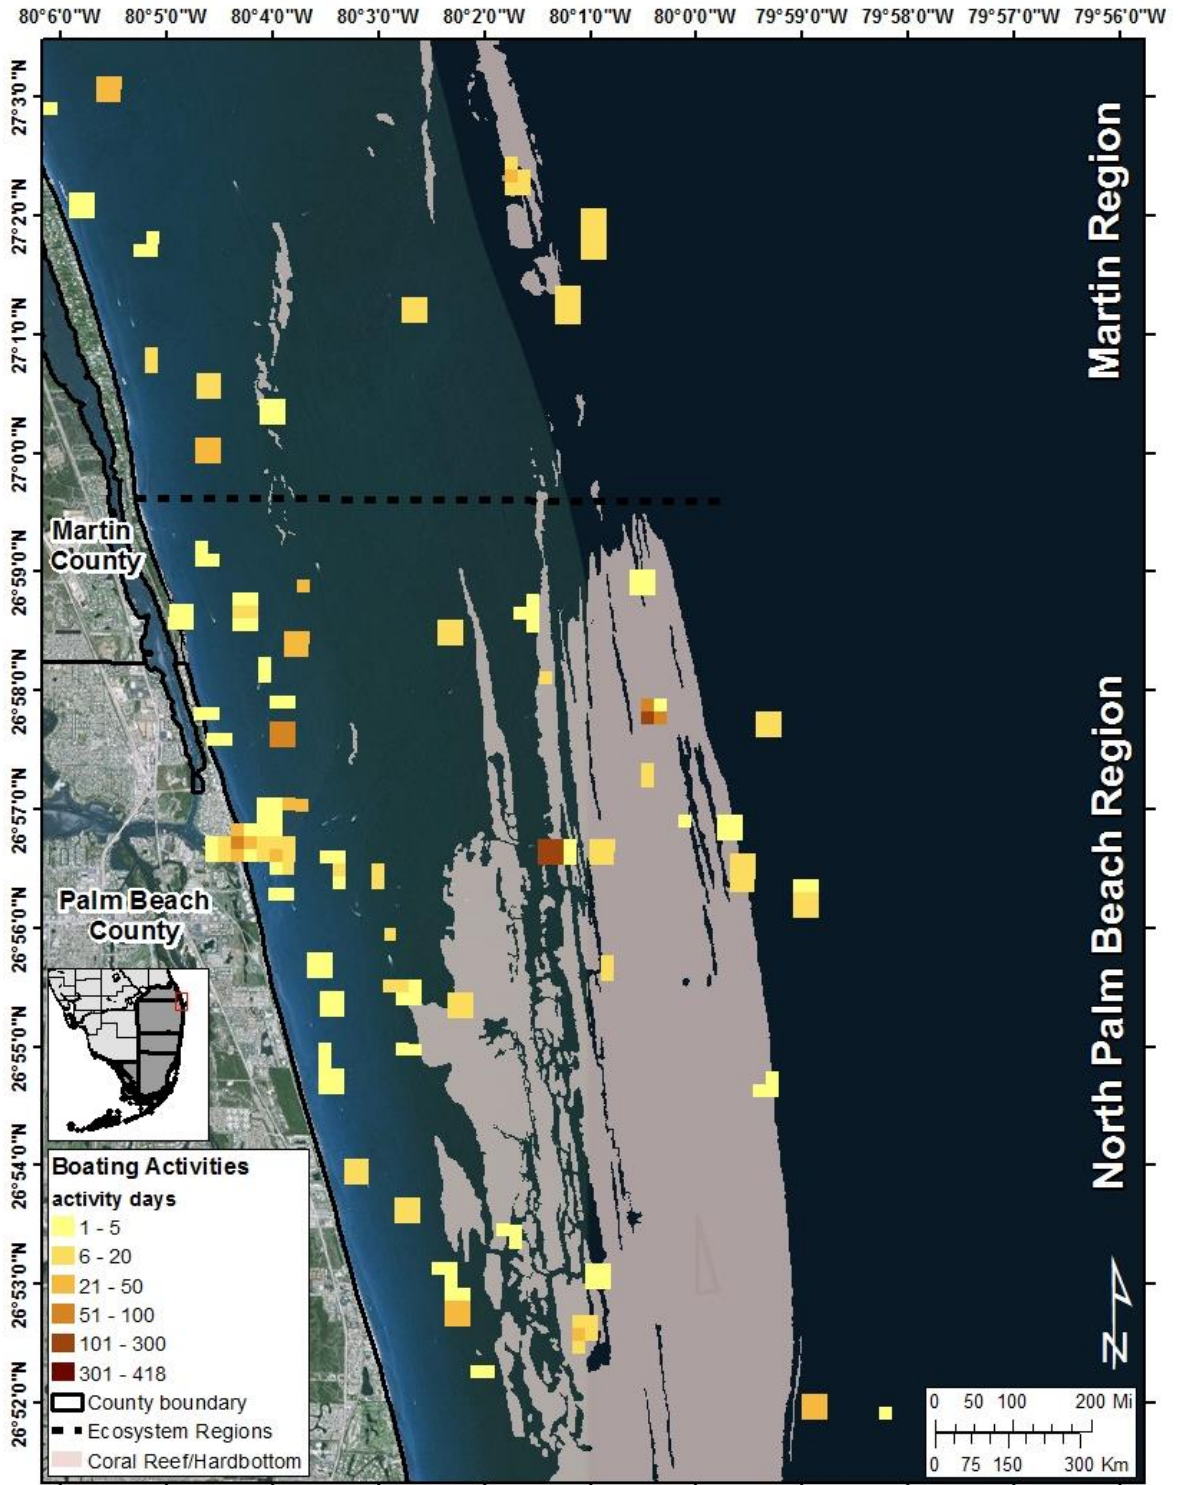 80°6'0"W 80°5'0"W 80°4'0"W 80°3'0"W 80°2'0"W 80°1'0"W 80°0'0"W 79°59'0"W 79°57'0"W 79°56'0"W
27°3'0"N
27°2'0"N
27°1'0"N
27°0'0"N
26°59'0"N
26°58'0"N
26°57'0"N
26°56'0"N
26°55'0"N
26°54'0"N
26°53'0"N
26°52'0"N
Martin Region
North Palm Beach Region
Martin
County
Palm Beach
County
Boating Activities
activity days
1 - 5
6 - 20
21 - 50
51 - 100
101 - 300
301 - 418
County boundary
Ecosystem Regions
Coral Reef/Hardbottom
N
0 50 100 200 Mi
0 75 150 300 Km